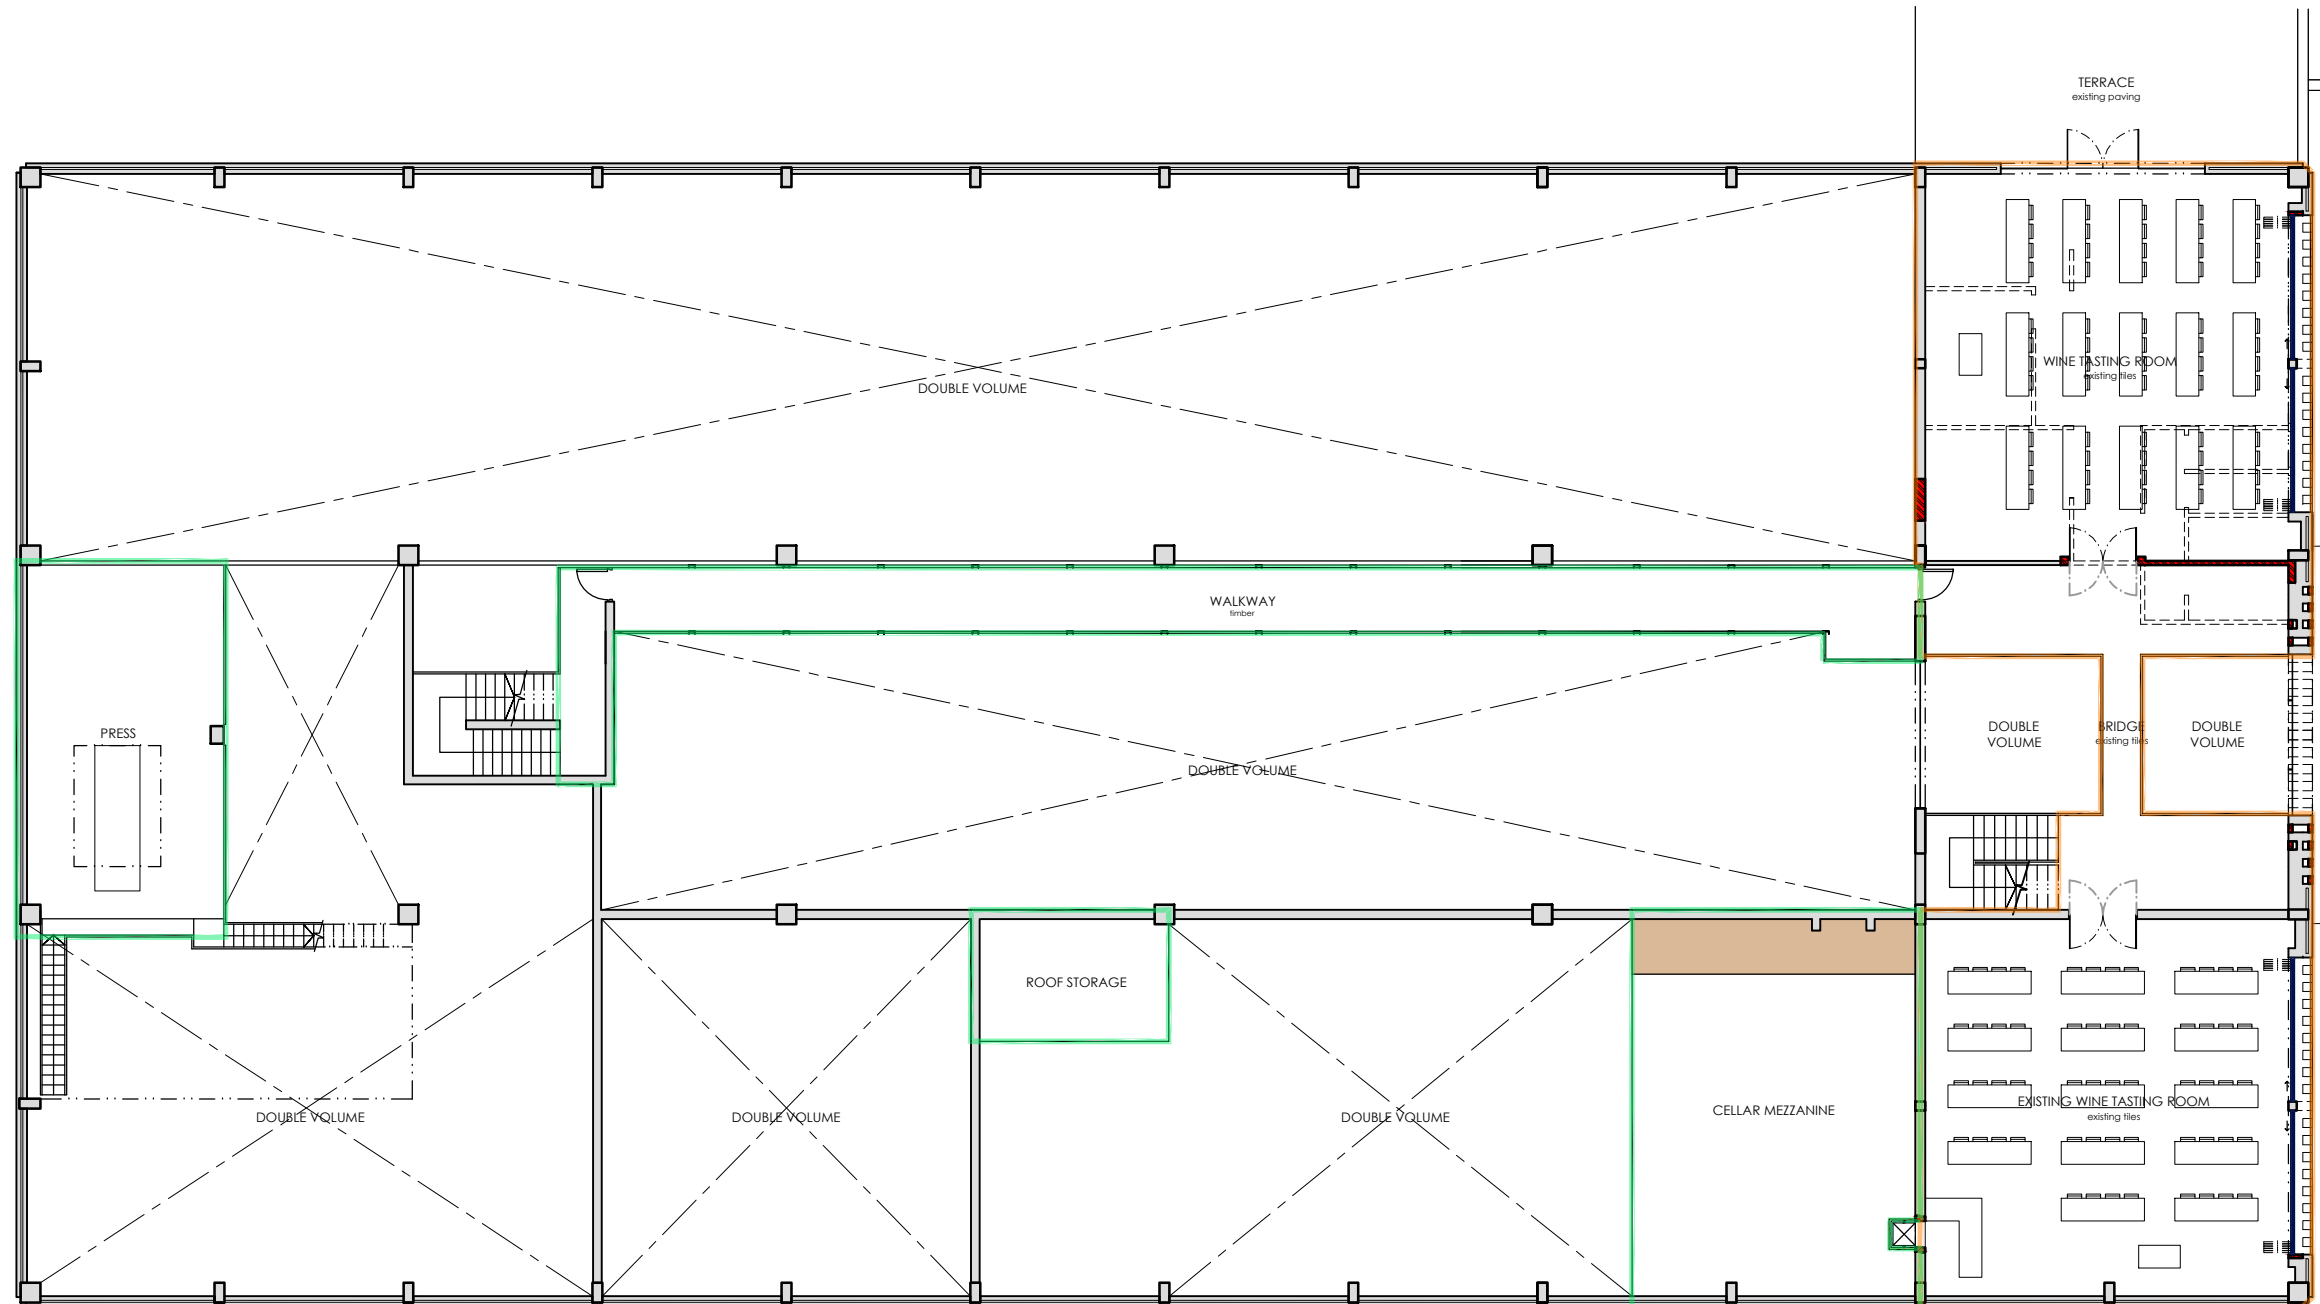 TERRACE
existing paving
DOUBLE VOLUME
WINE TASTING ROOM
existing tiles
WALKWAY
timber
PRESS
DOUBLE VOLUME
DOUBLE
VOLUME
BRIDGE
existing tiles
DOUBLE
VOLUME
ROOF STORAGE
DOUBLE VOLUME
DOUBLE VOLUME
DOUBLE VOLUME
CELLAR MEZZANINE
EXISTING WINE TASTING ROOM
existing tiles